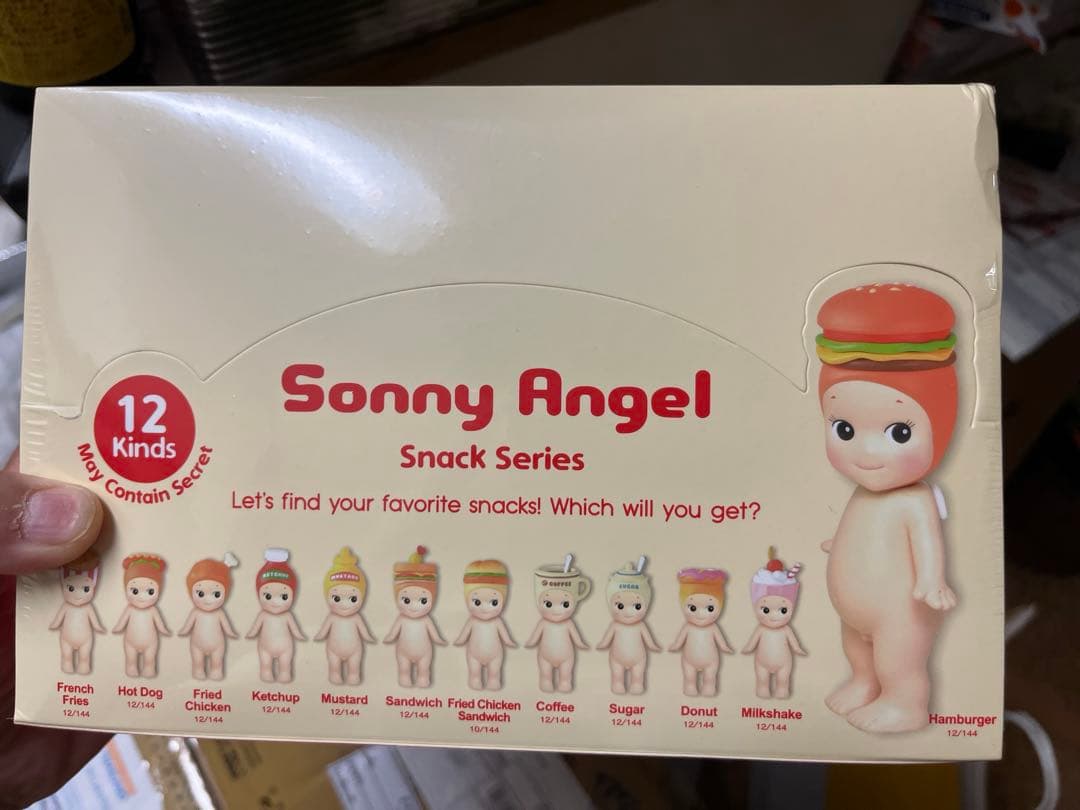 Sonny Angel
Snack Series
Let's find your favorite snacks! Which will you get?
12
Kinds
May Contain Secret
KETCHUP
MUSTARD
COFFEE
SUGAR
French
Fries
12/144
Hot Dog
12/144
Fried
Chicken
12/144
Ketchup
12/144
Mustard
12/144
Sandwich
12/144
Fried Chicken
Sandwich
10/144
Coffee
12/144
Sugar
12/144
Donut
12/144
Milkshake
12/144
Hamburger
12/144